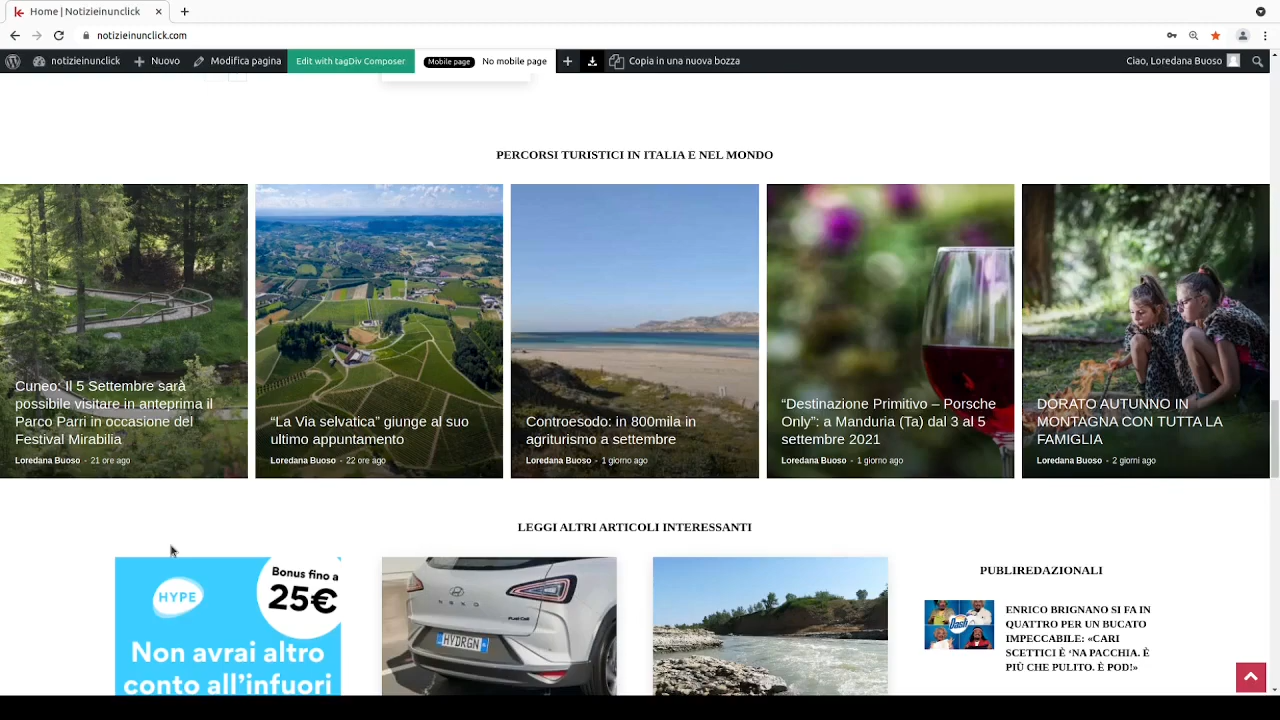 Home | Notizieinunclick
notizieinunclick.com
notizieinunclick Nuovo Modifica pagina Edit with tagDiv Composer Mobile page No mobile page Copia in una nuova bozza Ciao, Loredana Buoso
PERCORSI TURISTICI IN ITALIA E NEL MONDO
Cuneo: Il 5 Settembre sarà
possibile visitare in anteprima il
Parco Parri in occasione del
Festival Mirabilia
Loredana Buoso - 21 ore ago
“La Via selvatica” giunge al suo
ultimo appuntamento
Loredana Buoso - 22 ore ago
Controesodo: in 800mila in
agriturismo a settembre
Loredana Buoso - 1 giorno ago
“Destinazione Primitivo – Porsche
Only”: a Manduria (Ta) dal 3 al 5
settembre 2021
Loredana Buoso - 1 giorno ago
DORATO AUTUNNO IN
MONTAGNA CON TUTTA LA
FAMIGLIA
Loredana Buoso - 2 giorni ago
LEGGI ALTRI ARTICOLI INTERESSANTI
HYPE
Bonus fino a
25€
Non avrai altro
conto all’infuori
NEXO
Fuel Cell
HYDRGN
PUBLIREDAZIONALI
Dash
ENRICO BRIGNANO SI FA IN
QUATTRO PER UN BUCATO
IMPECCABILE: «CARI
SCETTICI È ‘NA PACCHIA. È
PIÙ CHE PULITO. È POD!»